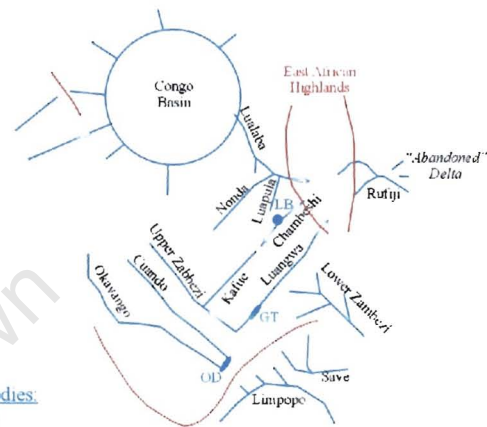 Congo
Basin
East African
Highlands
Lualaba
"Abandoned"
Delta
Rufiji
Nonda
Luapula
LB
Chambeshi
Upper Zambezi
Kafue
Luangwa
Cuando
Okavango
Lower Zambezi
GT
OD
Save
Limpopo
dies:
wn